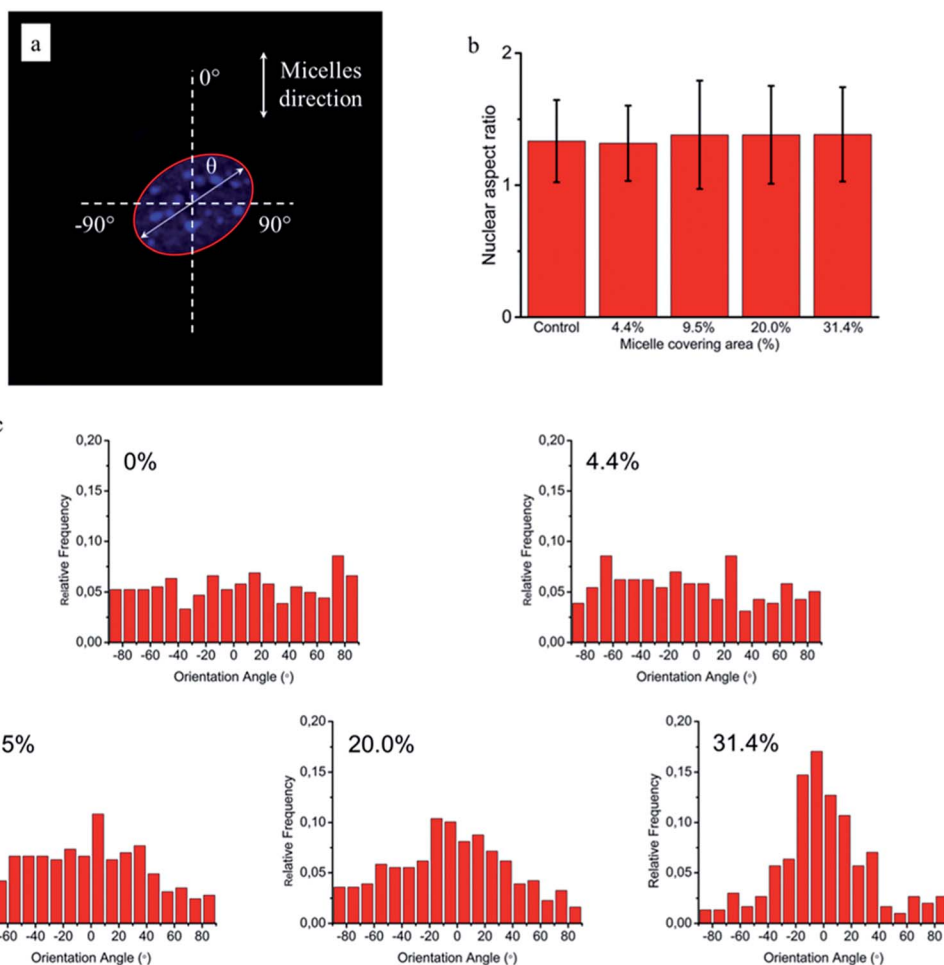 a
0°
Micelles
direction
θ
-90°
90°
b
Nuclear aspect ratio
2
1
0
Control 4.4% 9.5% 20.0% 31.4%
Micelle covering area (%)
0%
Relative Frequency
0,20
0,15
0,10
0,05
0,00
-80 -60 -40 -20 0 20 40 60 80
Orientation Angle (°)
4.4%
Relative Frequency
0,20
0,15
0,10
0,05
0,00
-80 -60 -40 -20 0 20 40 60 80
Orientation Angle (°)
5%
-60 -40 -20 0 20 40 60 80
Orientation Angle (°)
20.0%
Relative Frequency
0,20
0,15
0,10
0,05
0,00
-80 -60 -40 -20 0 20 40 60 80
Orientation Angle (°)
31.4%
Relative Frequency
0,20
0,15
0,10
0,05
0,00
-80 -60 -40 -20 0 20 40 60 80
Orientation Angle (°)